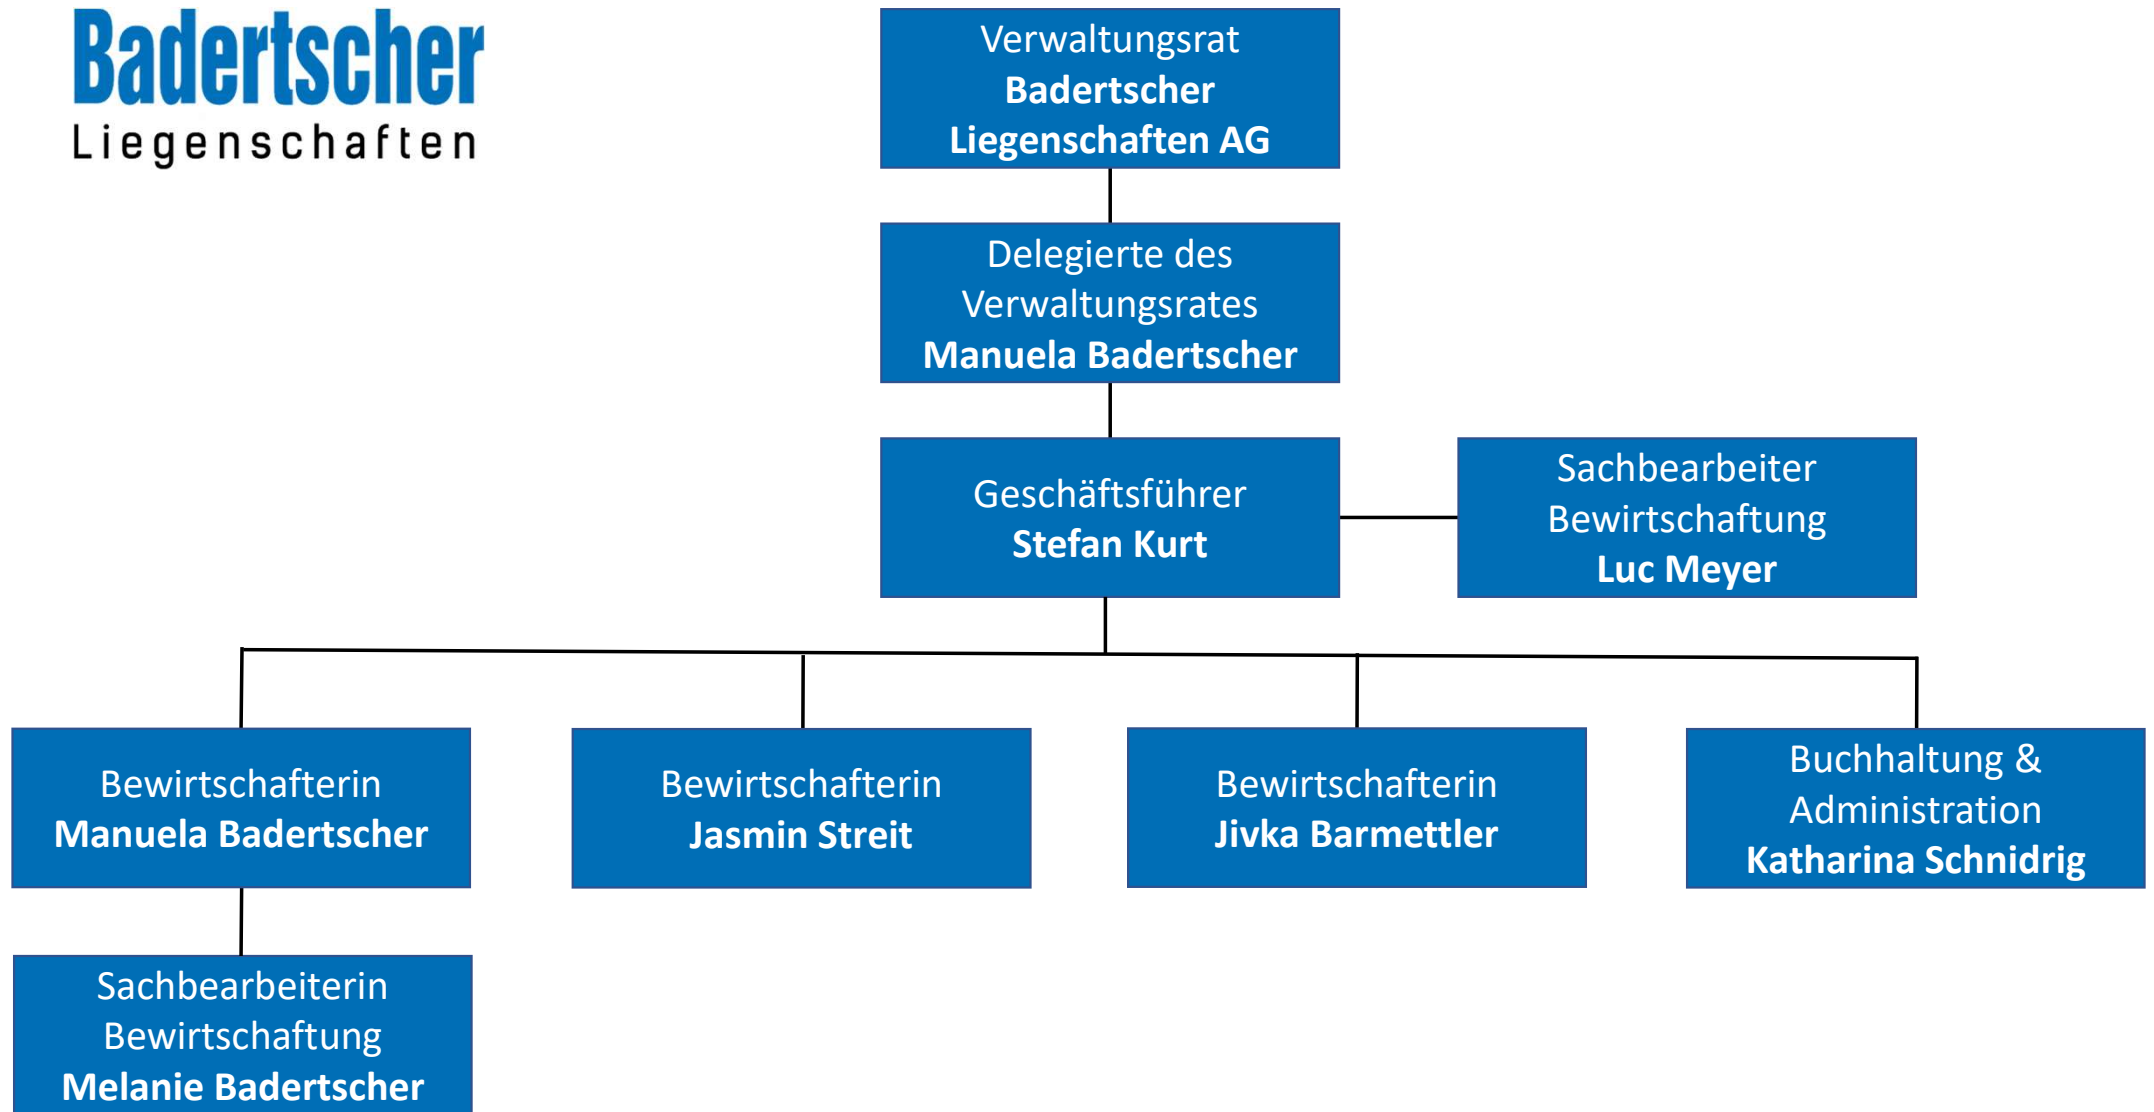 Badertscher
Liegenschaften
Verwaltungsrat
Badertscher
Liegenschaften AG
Delegierte des
Verwaltungsrates
Manuela Badertscher
Geschäftsführer
Stefan Kurt
Sachbearbeiter
Bewirtschaftung
Luc Meyer
Bewirtschafterin
Manuela Badertscher
Bewirtschafterin
Jasmin Streit
Bewirtschafterin
Jivka Barmettler
Buchhaltung &
Administration
Katharina Schnidrig
Sachbearbeiterin
Bewirtschaftung
Melanie Badertscher